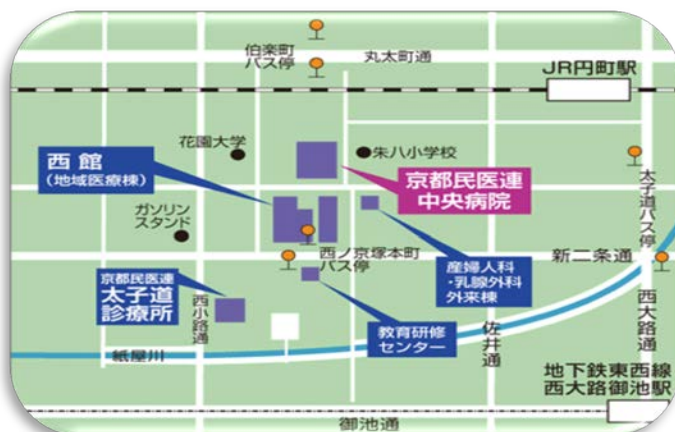 伯楽町
バス停
丸太町通
JR円町駅
花園大学
朱八小学校
西館
(地域医療棟)
京都民医連
中央病院
太子道バス停
ガソリン
スタンド
西ノ京塚本町
バス停
新二条通
産婦人科
・乳腺外科
外来棟
京都民医連
太子道
診療所
西小路通
教育研修
センター
佐井通
西大路通
紙屋川
地下鉄東西線
西大路御池駅
御池通